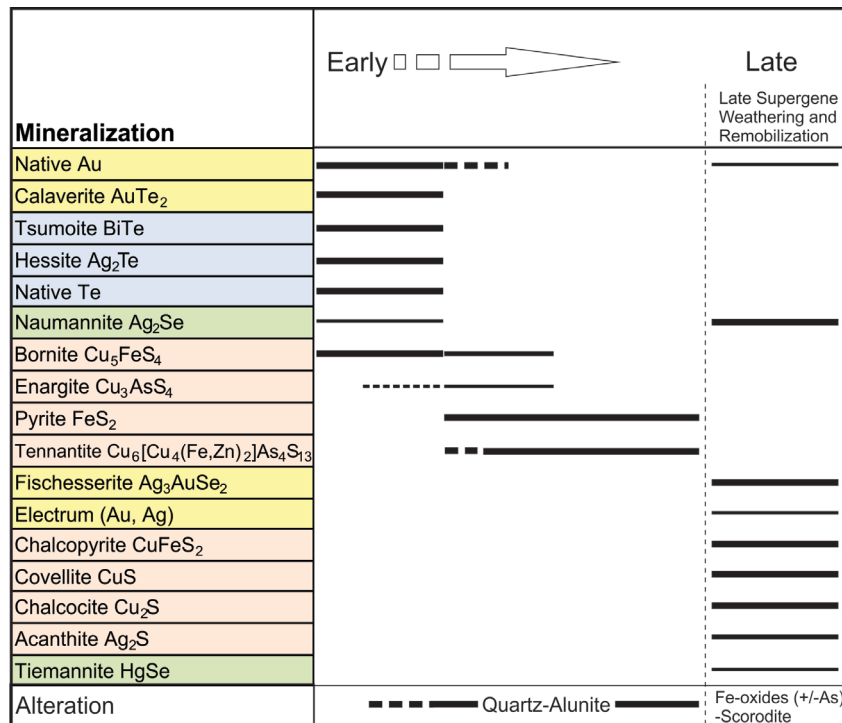 Early
Late
Late Supergene
Weathering and
Remobilization
Mineralization
Native Au
Calaverite AuTe₂
Tsumoite BiTe
Hessite Ag₂Te
Native Te
Naumannite Ag₂Se
Bornite Cu₅FeS₄
Enargite Cu₃AsS₄
Pyrite FeS₂
Tennantite Cu₆[Cu₄(Fe,Zn)₂]As₄S₁₃
Fischesserite Ag₃AuSe₂
Electrum (Au, Ag)
Chalcopyrite CuFeS₂
Covellite CuS
Chalcocite Cu₂S
Acanthite Ag₂S
Tiemannite HgSe
Alteration
Quartz-Alunite
Fe-oxides (+/-As)
-Scorodite